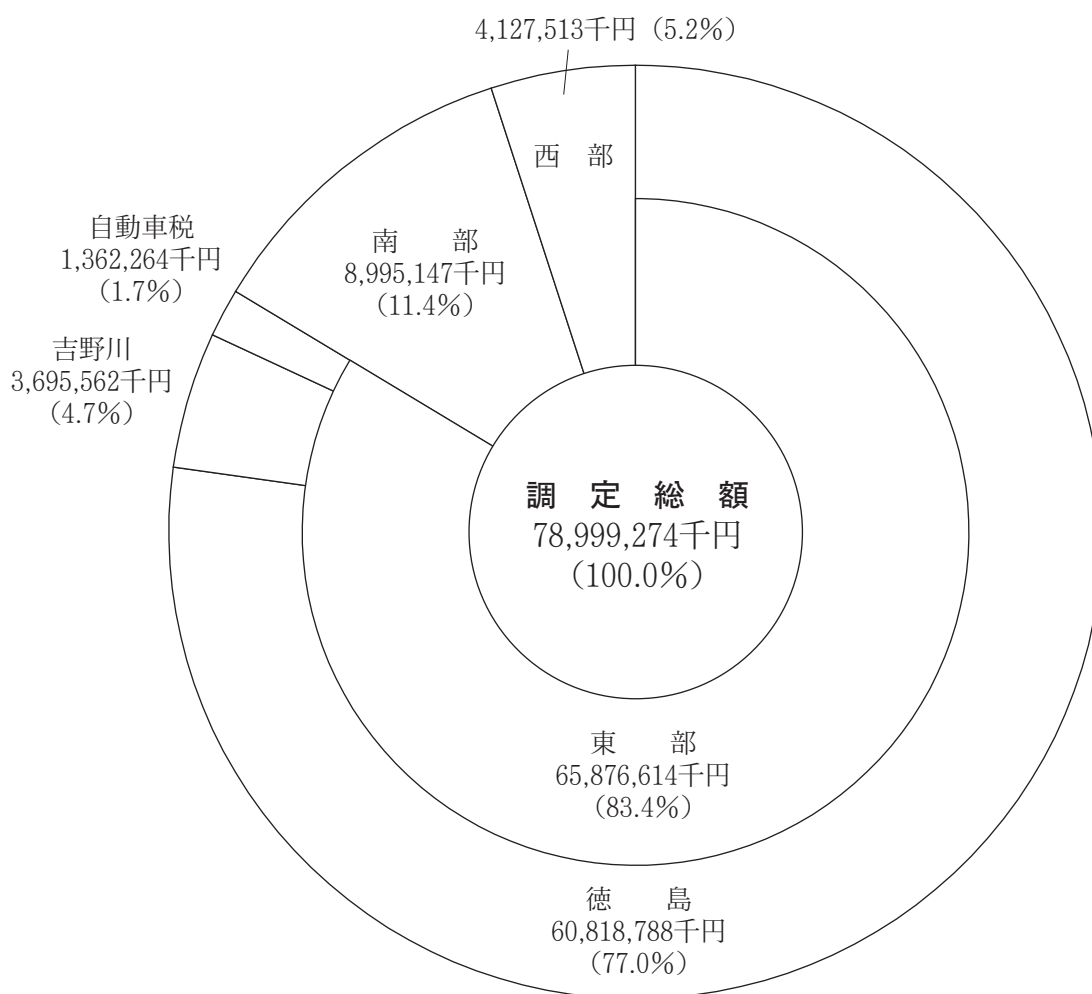 4,127,513千円（5.2％）
西　部
自動車税
1,362,264千円
（1.7％）
南　　部
8,995,147千円
（11.4％）
吉野川
3,695,562千円
（4.7％）
調　定　総　額
78,999,274千円
（100.0％）
東　　部
65,876,614千円
（83.4％）
徳　　島
60,818,788千円
（77.0％）